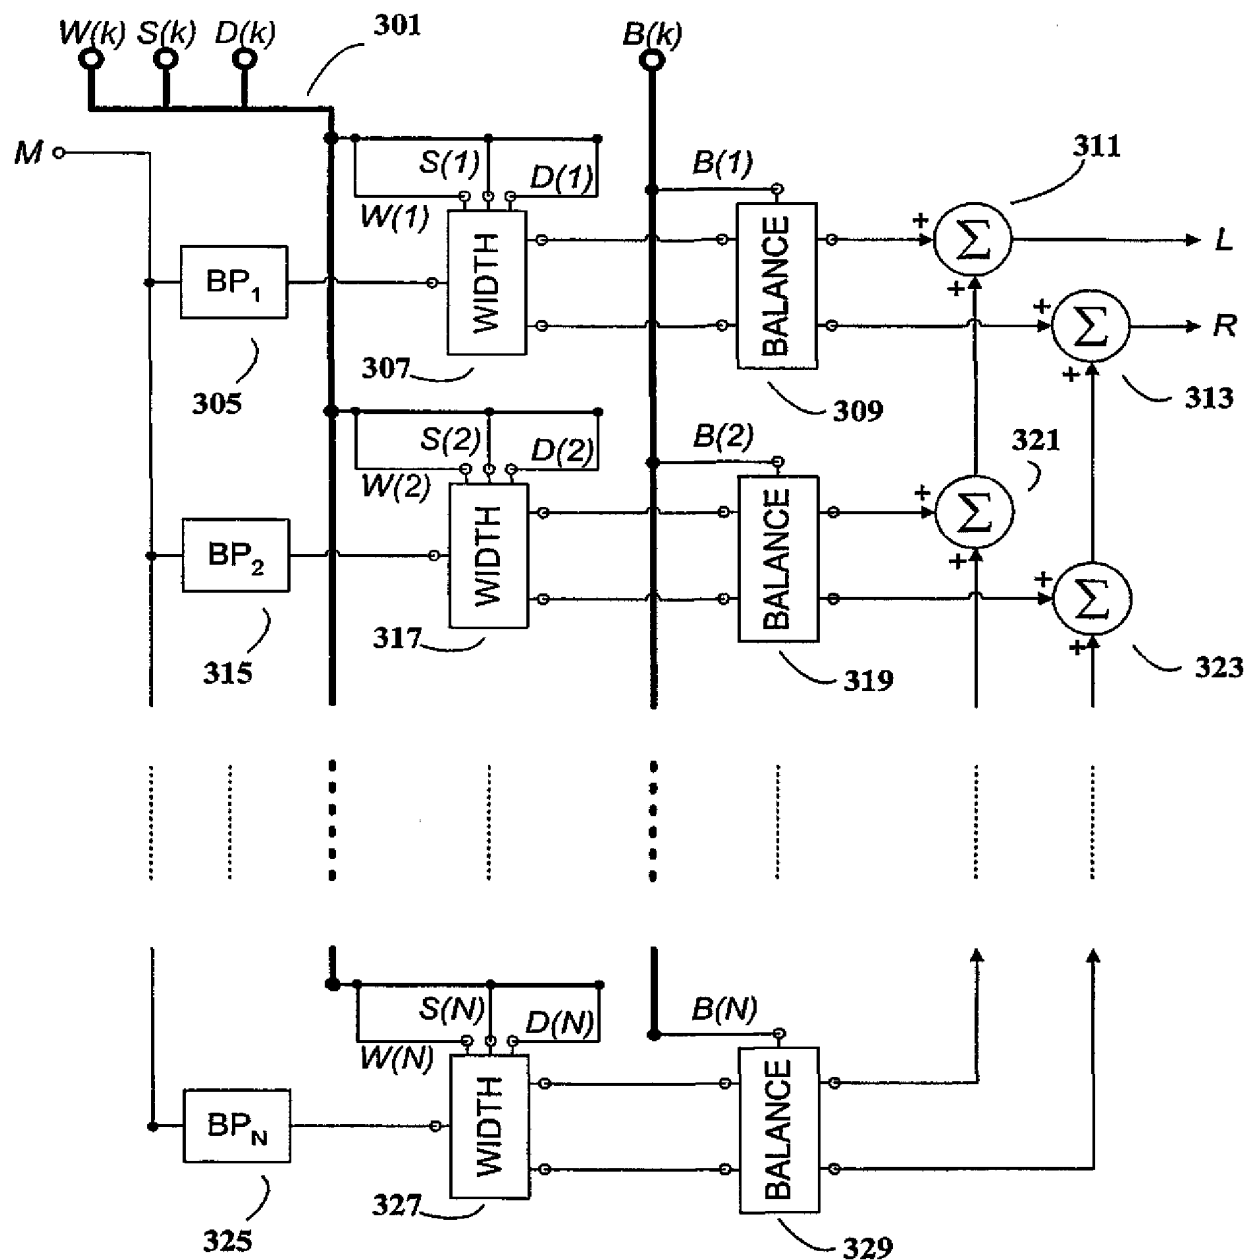 W(k) S(k) D(k) 301 B(k)
M
S(1) D(1) W(1) B(1) 311
+ Σ L
BP1 WIDTH BALANCE
+ + Σ R
305 307 309 + 313
S(2) D(2) W(2) B(2) 321
+ Σ
BP2 WIDTH BALANCE
+ + Σ
315 317 319 + 323
S(N) D(N) W(N) B(N)
BPN WIDTH BALANCE
325 327 329